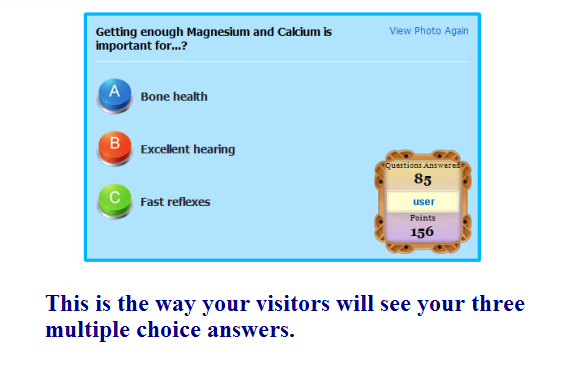 Getting enough Magnesium and Calcium is
important for...?
View Photo Again
A
Bone health
B
Excellent hearing
C
Fast reflexes
Questions Answered
85
user
Points
156
This is the way your visitors will see your three
multiple choice answers.